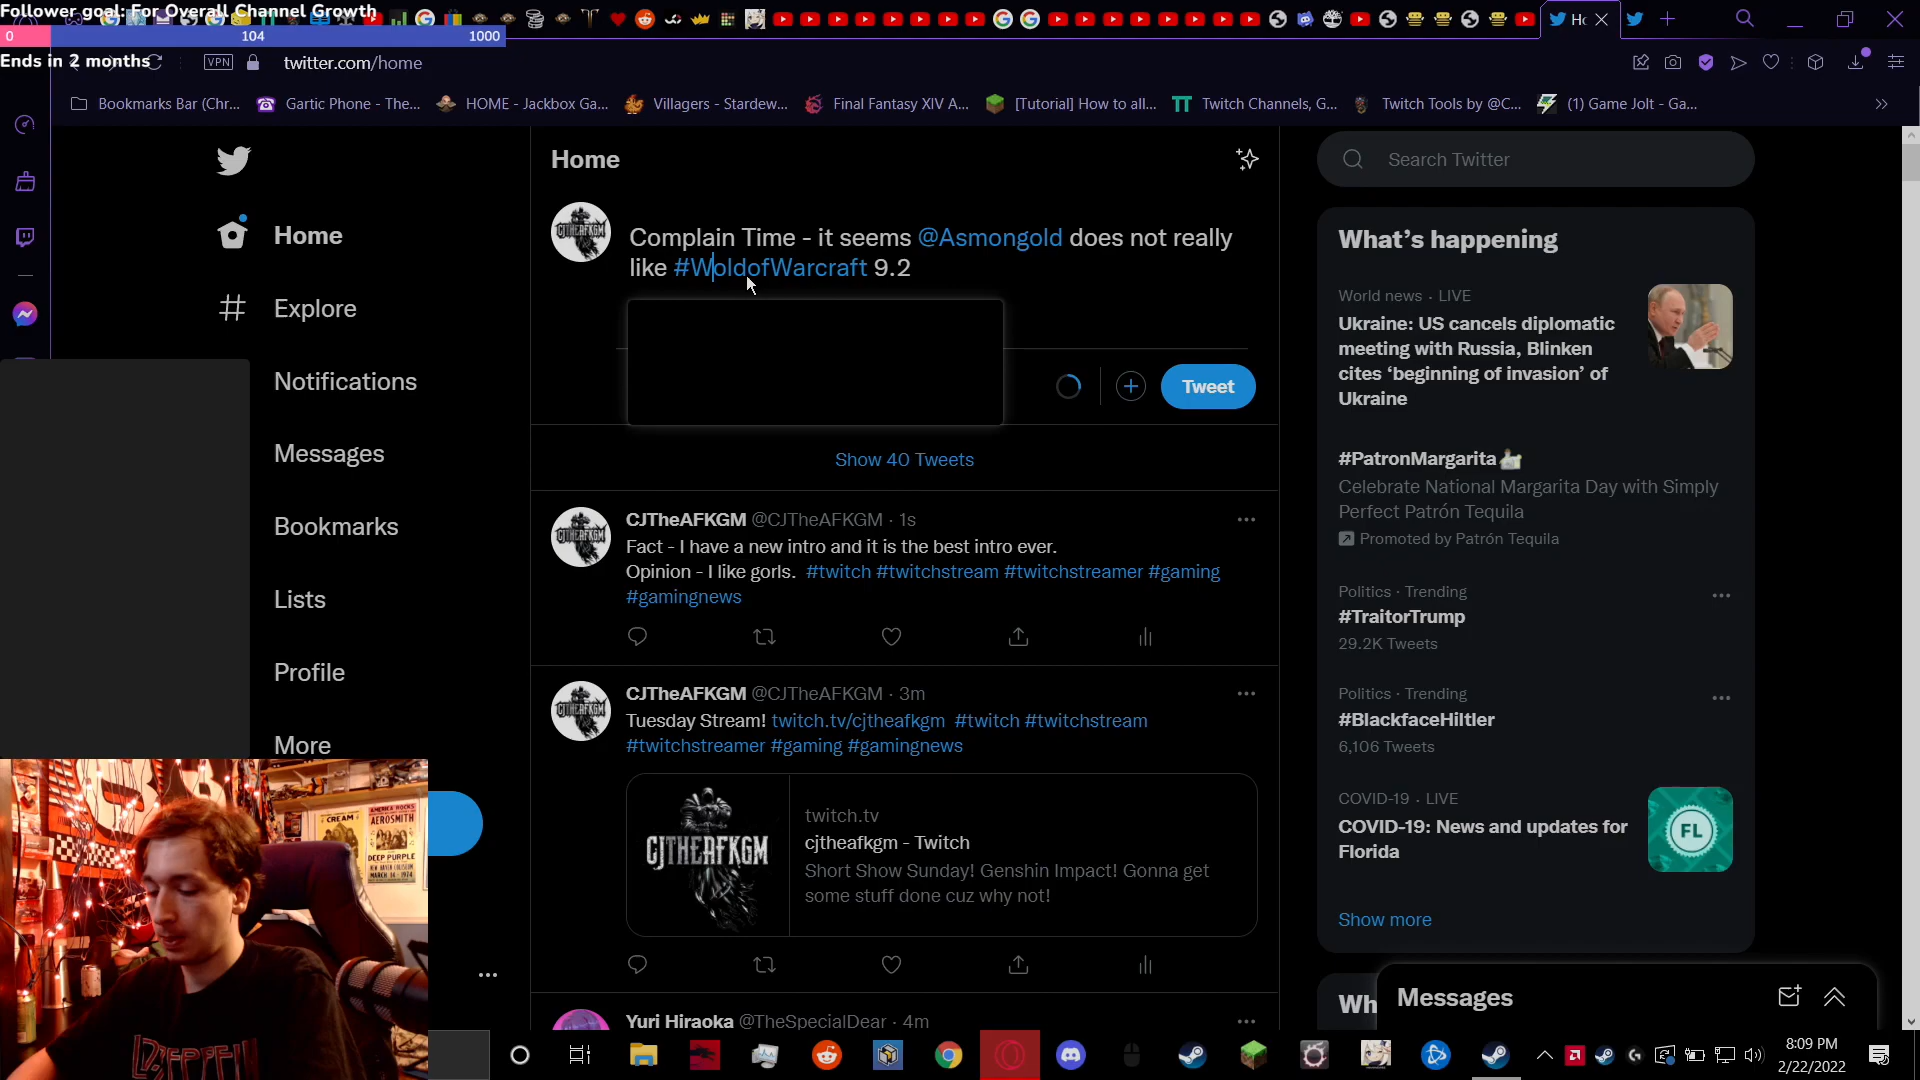 Follower goal: For Overall Channel Growth
0 104 1000
Ends in 2 months
VPN twitter.com/home
Bookmarks Bar (Chr... Gartic Phone - The... HOME - Jackbox Ga... Villagers - Stardew... Final Fantasy XIV A... [Tutorial] How to all... Twitch Channels, G... Twitch Tools by @C... (1) Game Jolt - Ga...
Home
Explore
Notifications
Messages
Bookmarks
Lists
Profile
More
Home
Complain Time - it seems @Asmongold does not really
like #WoldofWarcraft 9.2
Tweet
Show 40 Tweets
CJTheAFKGM @CJTheAFKGM · 1s
Fact - I have a new intro and it is the best intro ever.
Opinion - I like gorls. #twitch #twitchstream #twitchstreamer #gaming
#gamingnews
CJTheAFKGM @CJTheAFKGM · 3m
Tuesday Stream! twitch.tv/cjtheafkgm #twitch #twitchstream
#twitchstreamer #gaming #gamingnews
CJTHEAFKGM
twitch.tv
cjtheafkgm - Twitch
Short Show Sunday! Genshin Impact! Gonna get
some stuff done cuz why not!
Yuri Hiraoka @TheSpecialDear · 4m
Search Twitter
What's happening
World news · LIVE
Ukraine: US cancels diplomatic
meeting with Russia, Blinken
cites 'beginning of invasion' of
Ukraine
#PatronMargarita
Celebrate National Margarita Day with Simply
Perfect Patrón Tequila
Promoted by Patrón Tequila
Politics · Trending
#TraitorTrump
29.2K Tweets
Politics · Trending
#BlackfaceHiltler
6,106 Tweets
COVID-19 · LIVE
COVID-19: News and updates for
Florida
FL
Show more
Wh
Messages
CREAM
AMERICA ROCKS
AEROSMITH
DEEP PURPLE
8:09 PM
2/22/2022